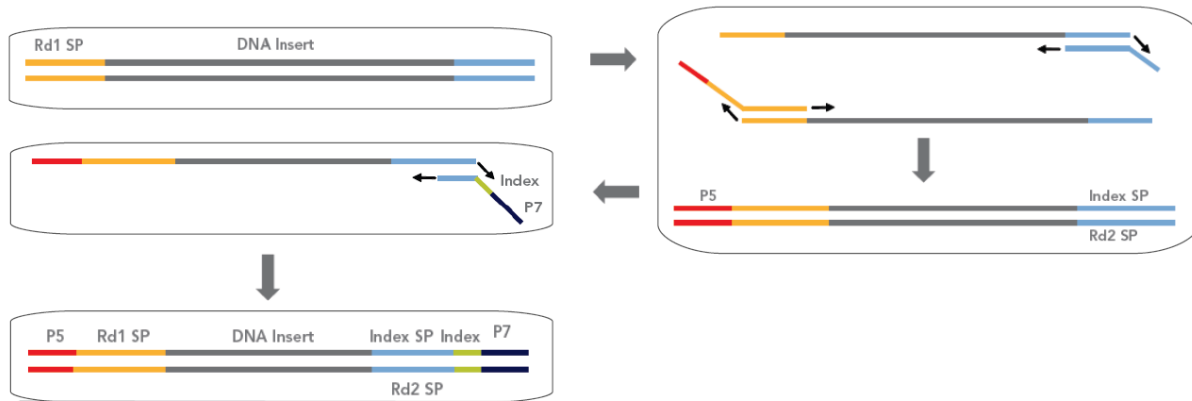 Rd1 SP DNA Insert
P5 Index SP
Rd2 SP
Index
P7
P5 Rd1 SP DNA Insert Index SP Index P7
Rd2 SP